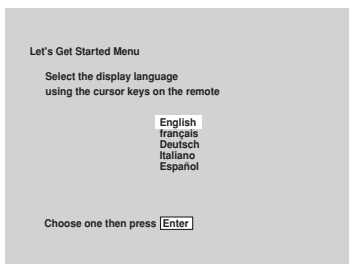 Let's Get Started Menu
Select the display language
using the cursor keys on the remote
English
français
Deutsch
Italiano
Español
Choose one then press Enter